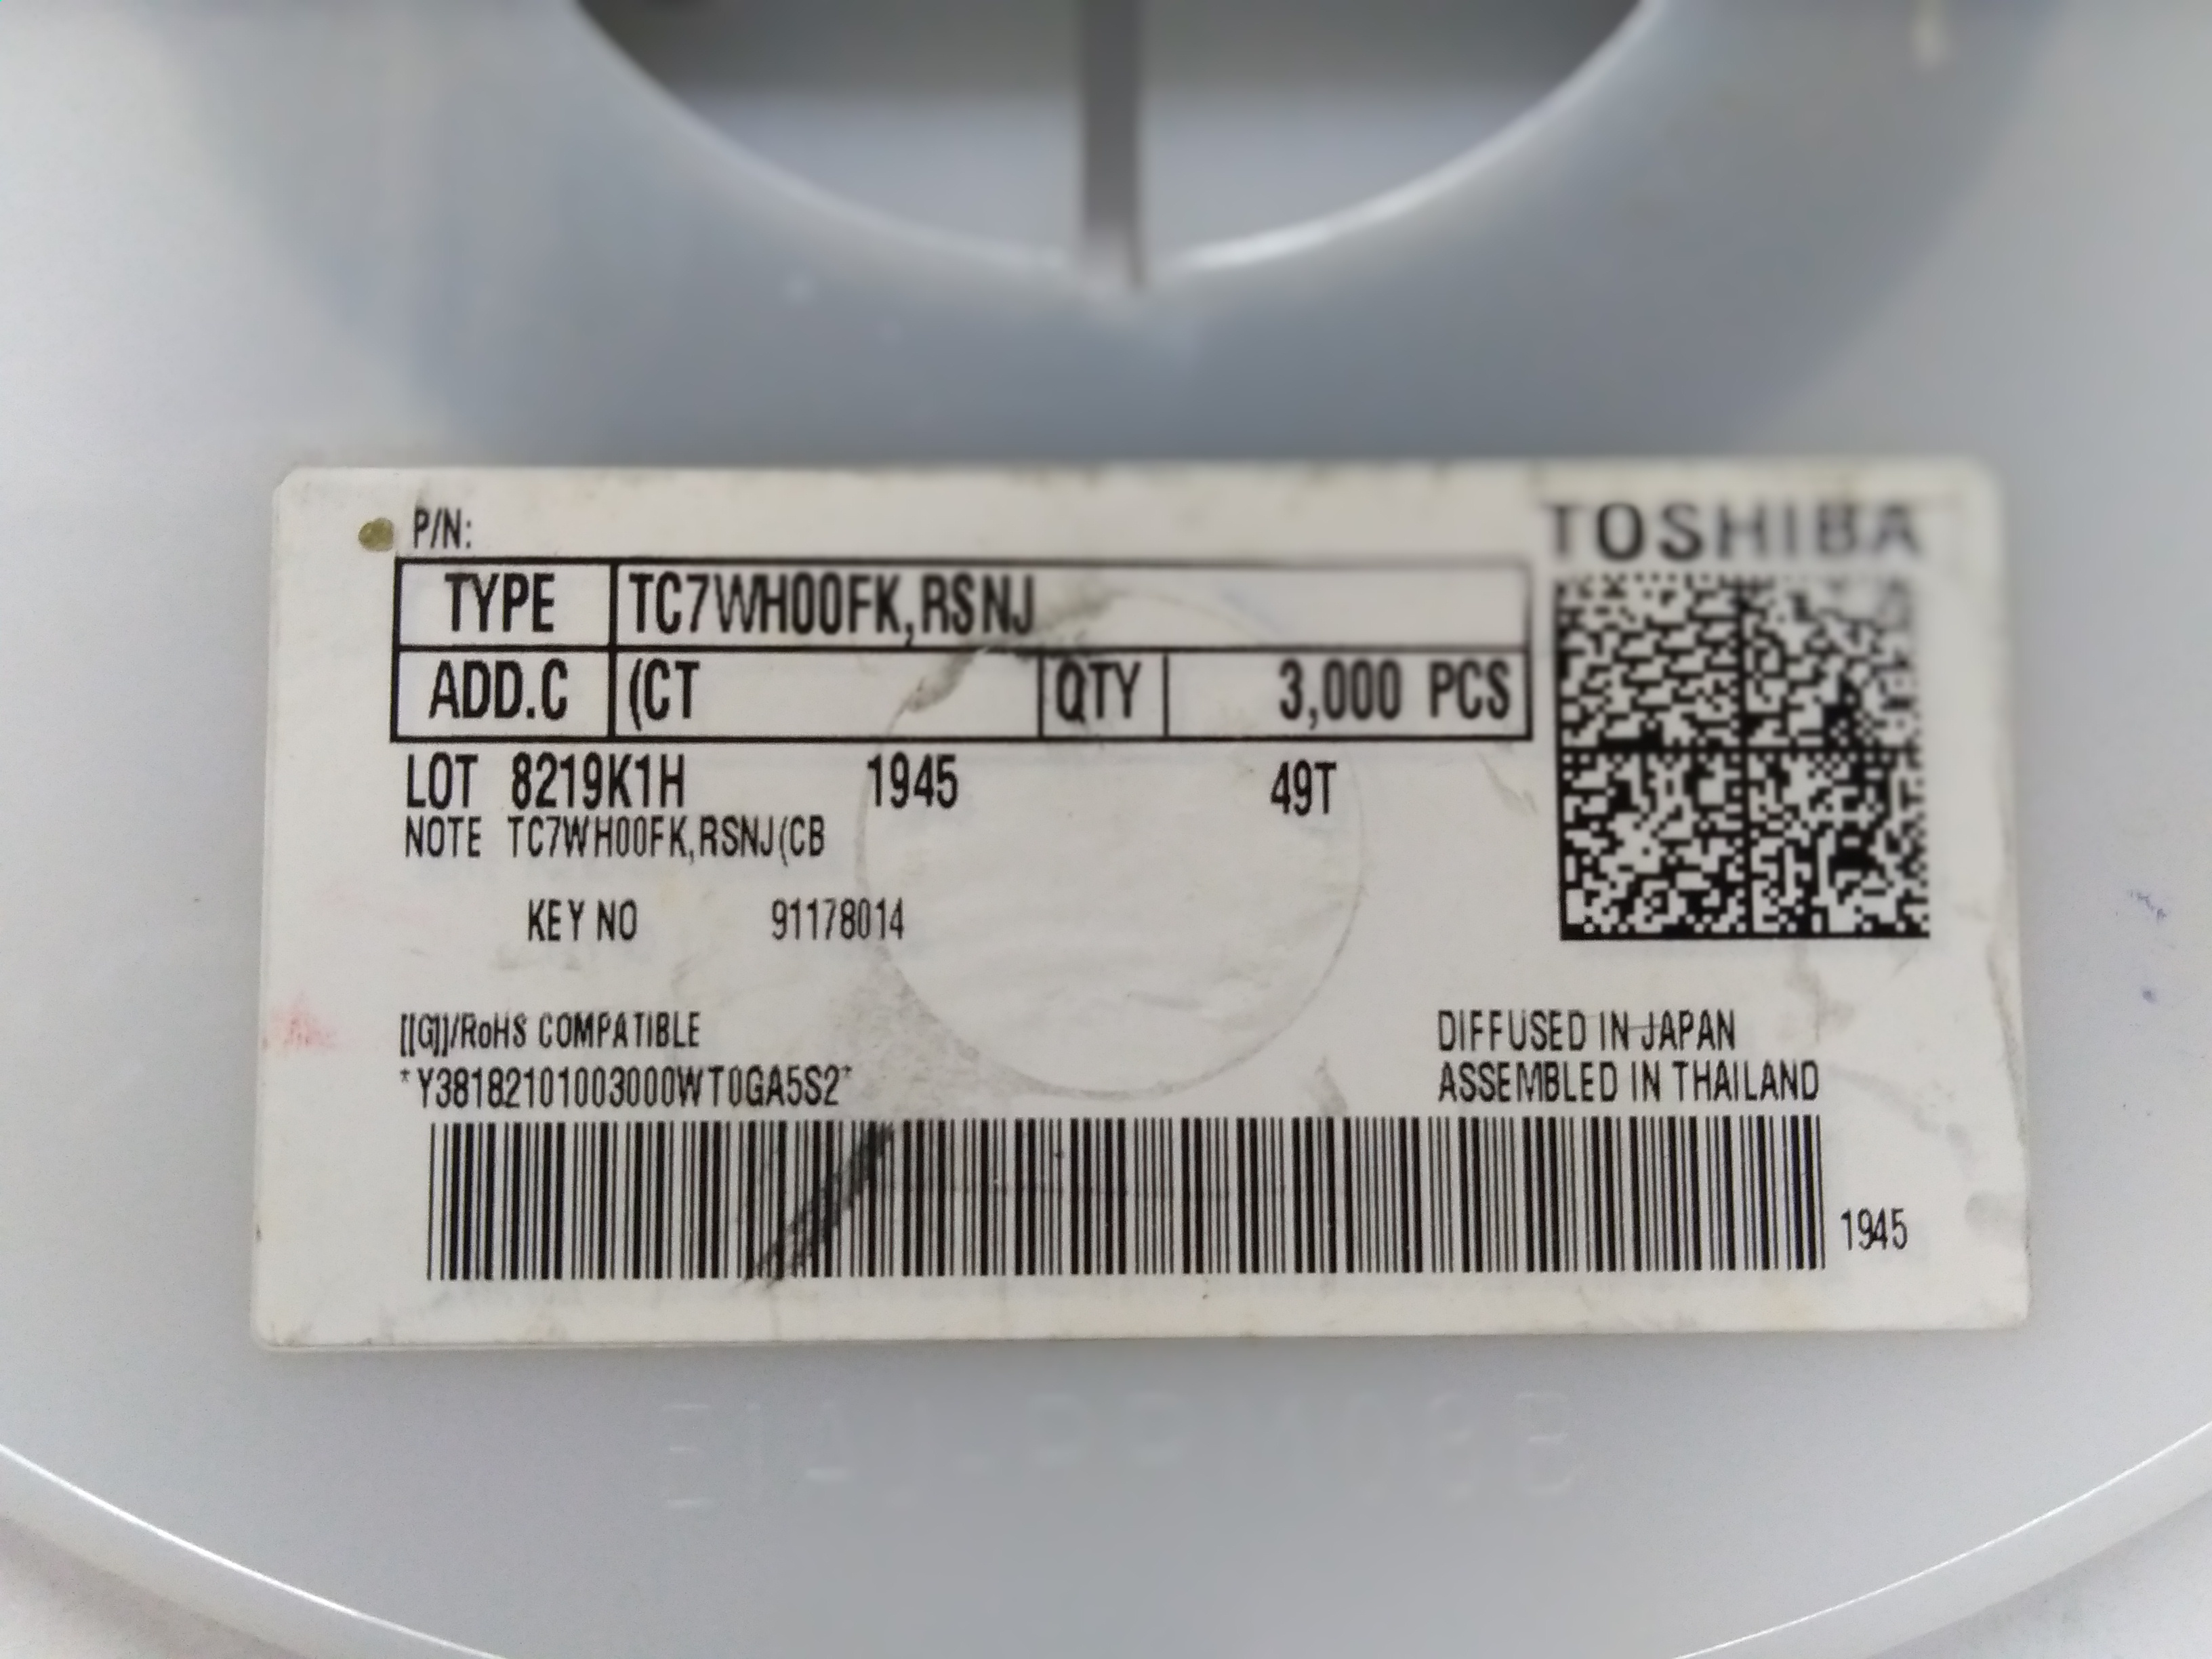 P/N:
TOSHIBA
TYPE TC7WH00FK,RSNJ
ADD.C (CT QTY 3,000 PCS
LOT 8219K1H 1945 49T
NOTE TC7WH00FK,RSNJ(CB
KEY NO 91178014
[[G]]/RoHS COMPATIBLE
*Y38182101003000WT0GA5S2*
DIFFUSED IN JAPAN
ASSEMBLED IN THAILAND
1945